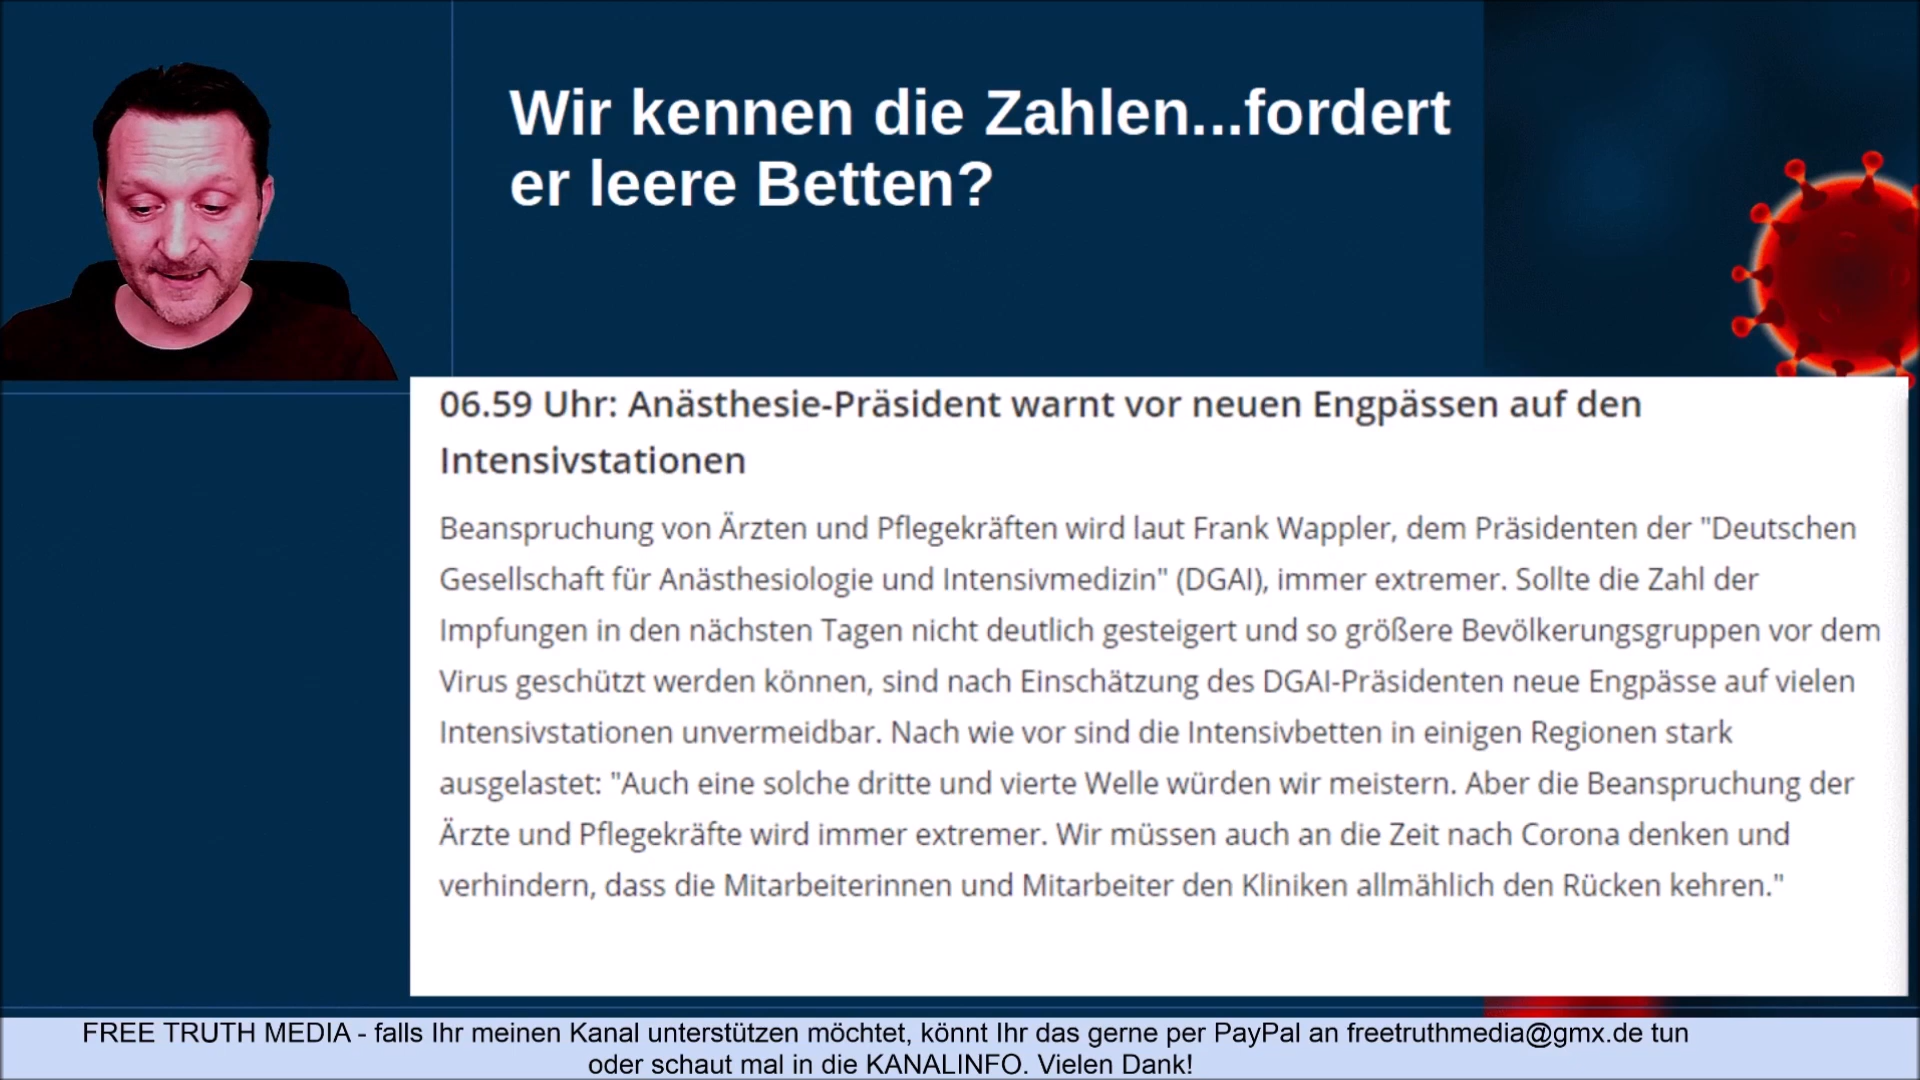 Wir kennen die Zahlen...fordert
er leere Betten?
06.59 Uhr: Anästhesie-Präsident warnt vor neuen Engpässen auf den
Intensivstationen
Beanspruchung von Ärzten und Pflegekräften wird laut Frank Wappler, dem Präsidenten der "Deutschen
Gesellschaft für Anästhesiologie und Intensivmedizin" (DGAI), immer extremer. Sollte die Zahl der
Impfungen in den nächsten Tagen nicht deutlich gesteigert und so größere Bevölkerungsgruppen vor dem
Virus geschützt werden können, sind nach Einschätzung des DGAI-Präsidenten neue Engpässe auf vielen
Intensivstationen unvermeidbar. Nach wie vor sind die Intensivbetten in einigen Regionen stark
ausgelastet: "Auch eine solche dritte und vierte Welle würden wir meistern. Aber die Beanspruchung der
Ärzte und Pflegekräfte wird immer extremer. Wir müssen auch an die Zeit nach Corona denken und
verhindern, dass die Mitarbeiterinnen und Mitarbeiter den Kliniken allmählich den Rücken kehren."
FREE TRUTH MEDIA - falls Ihr meinen Kanal unterstützen möchtet, könnt Ihr das gerne per PayPal an freetruthmedia@gmx.de tun
oder schaut mal in die KANALINFO. Vielen Dank!